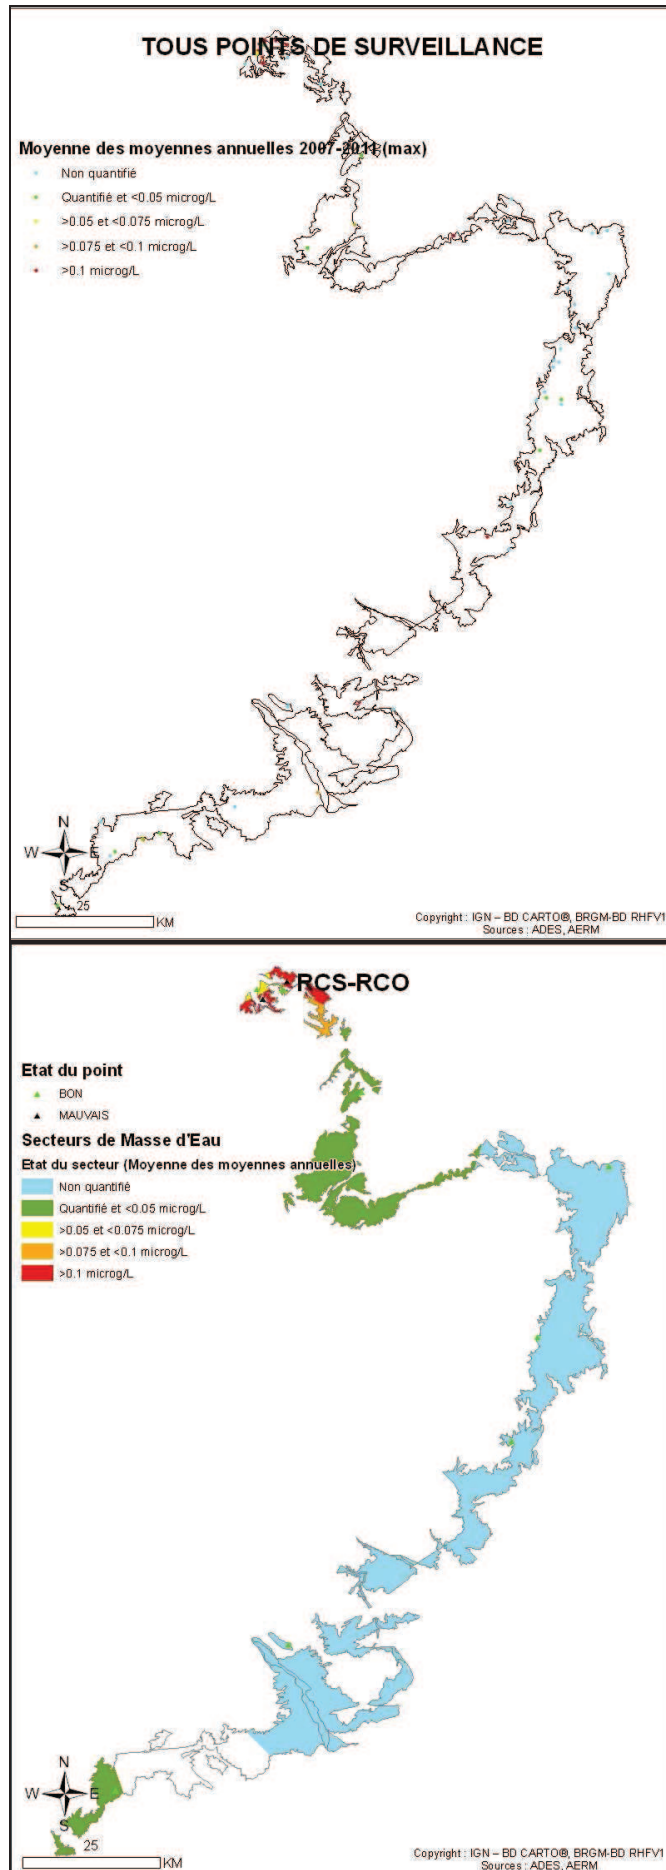 TOUS POINTS DE SURVEILLANCE
Moyenne des moyennes annuelles 2007-2011 (max)
Non quantifié
Quantifié et <0.05 microg/L
>0.05 et <0.075 microg/L
>0.075 et <0.1 microg/L
>0.1 microg/L
N
W E
S
25
KM
Copyright : IGN – BD CARTO®, BRGM-BD RHFV1
Sources : ADES, AERM
RCS-RCO
Etat du point
BON
MAUVAIS
Secteurs de Masse d'Eau
Etat du secteur (Moyenne des moyennes annuelles)
Non quantifié
Quantifié et <0.05 microg/L
>0.05 et <0.075 microg/L
>0.075 et <0.1 microg/L
>0.1 microg/L
N
W E
S
25
KM
Copyright : IGN – BD CARTO®, BRGM-BD RHFV1
Sources : ADES, AERM